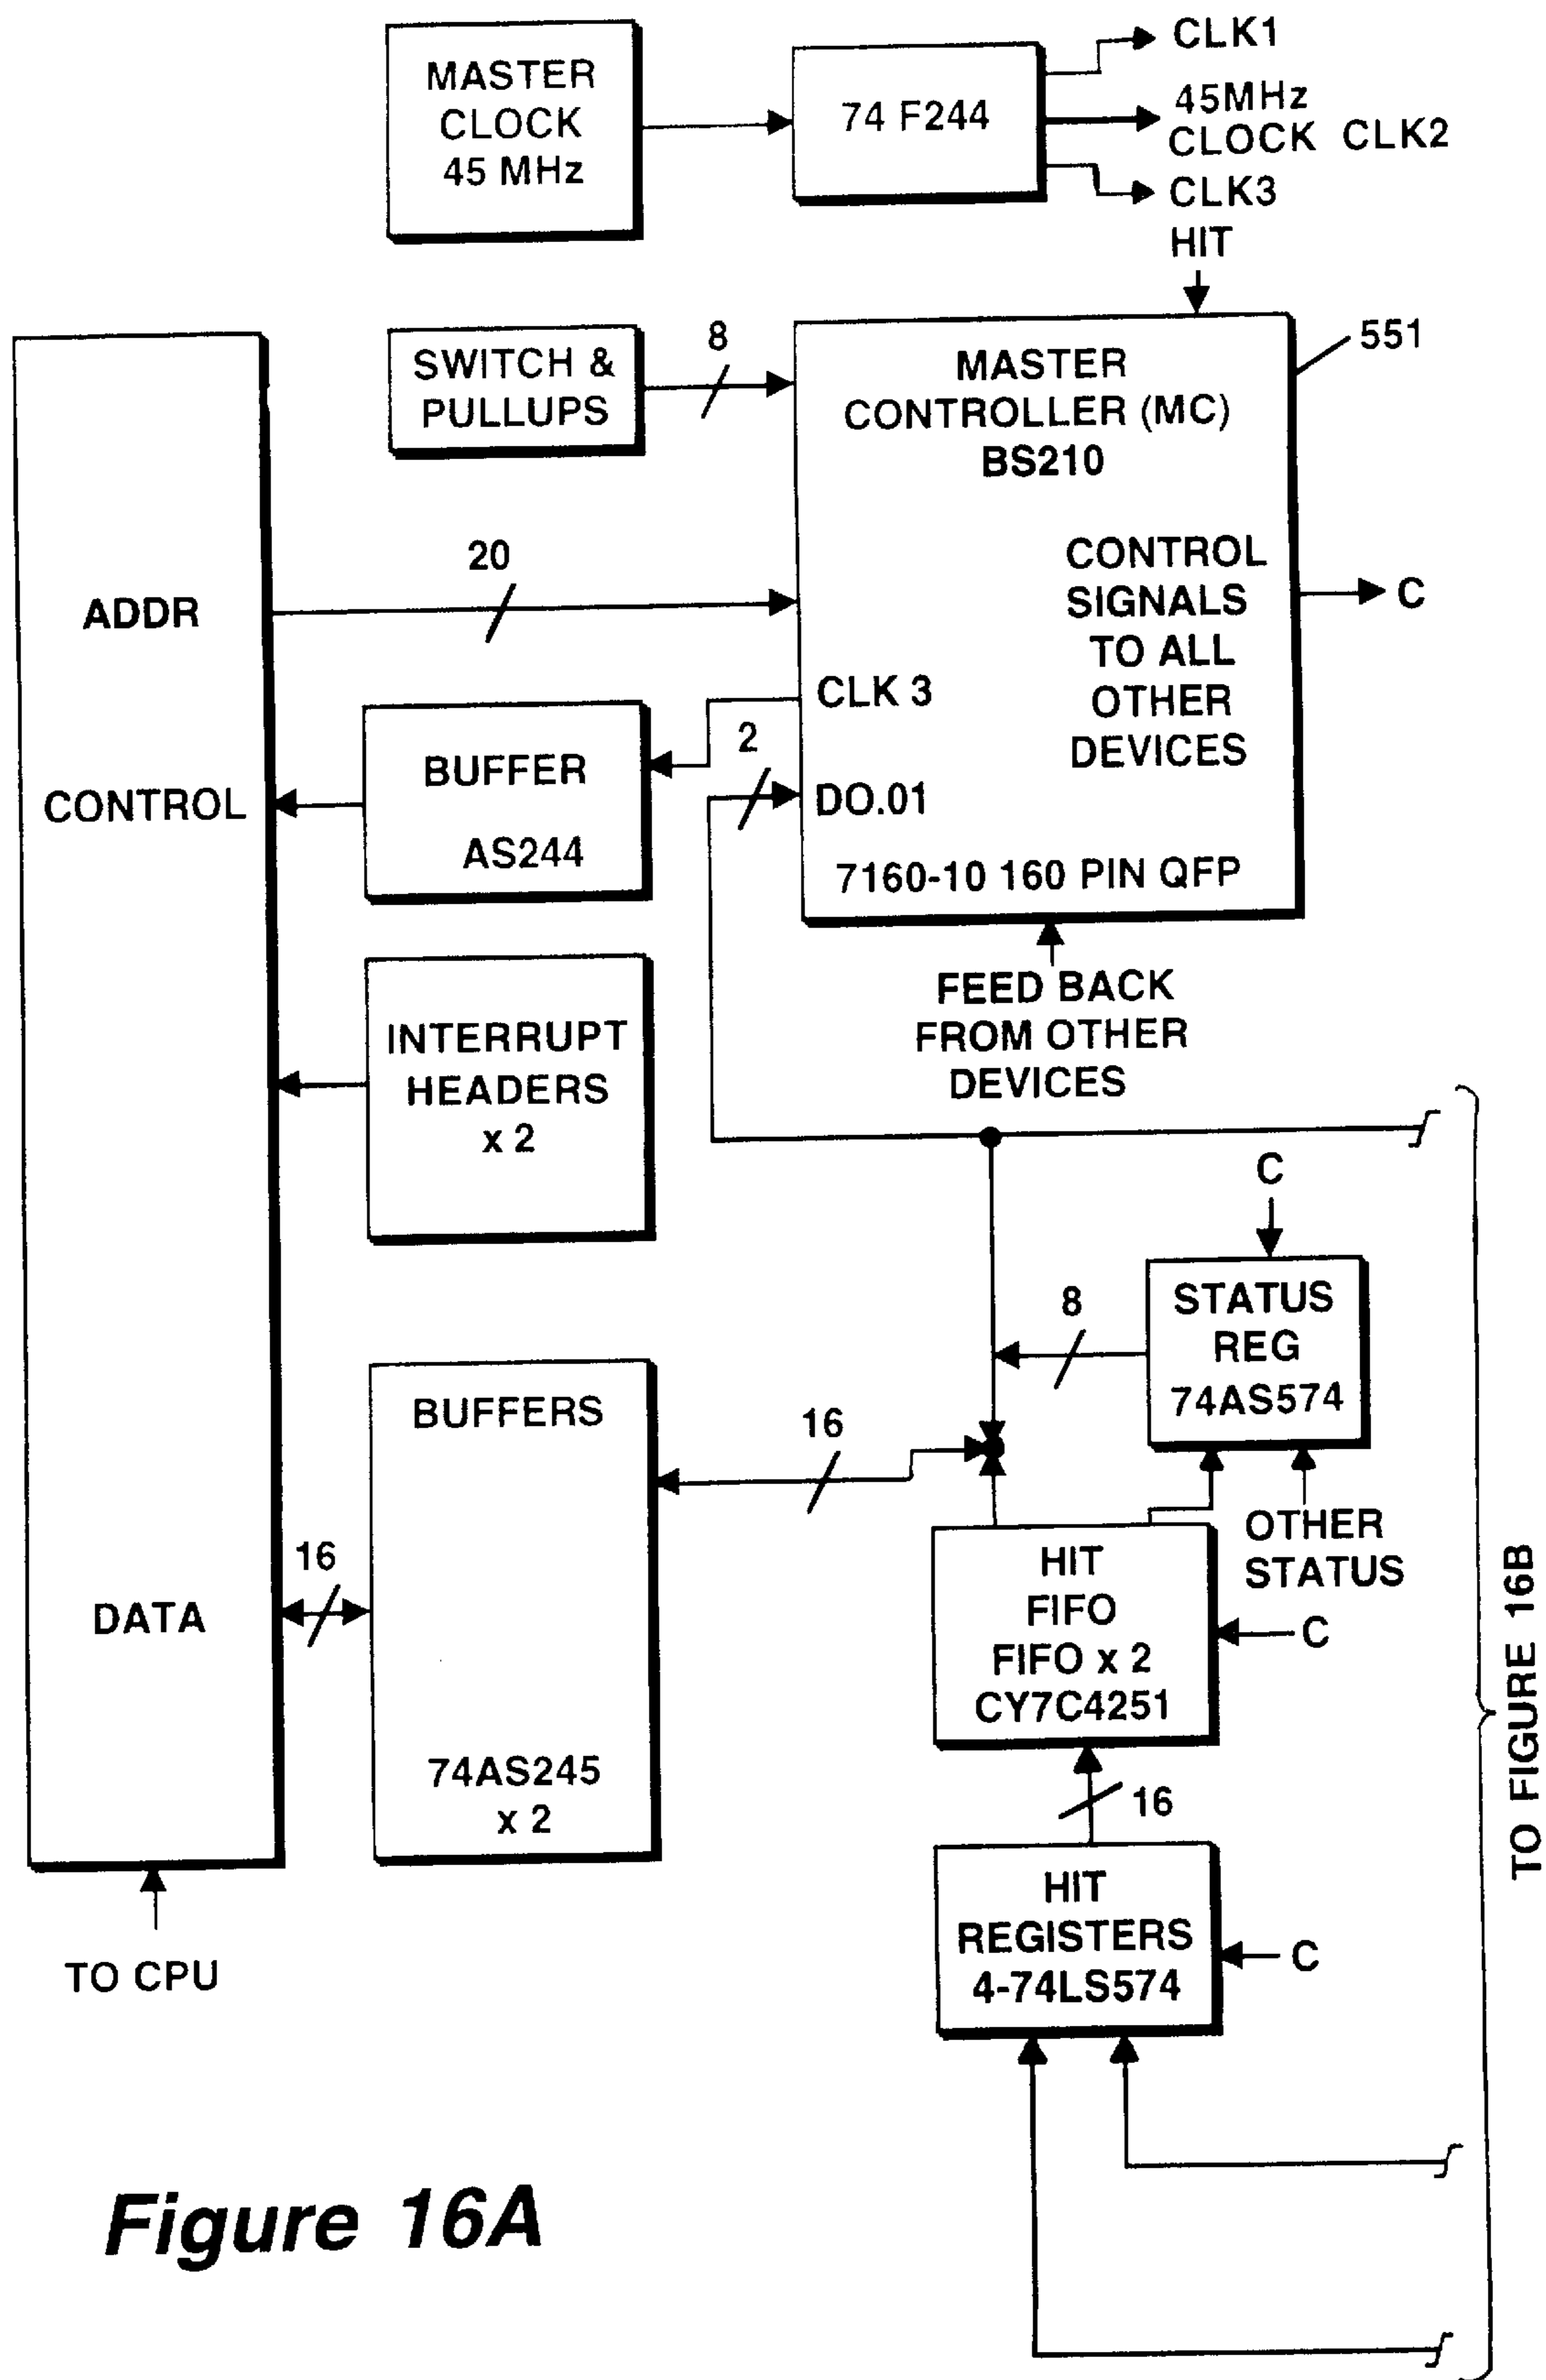 MASTER
CLOCK
45 MHz
74 F244
CLK1
45MHz
CLOCK CLK2
CLK3
HIT
SWITCH &
PULLUPS
8
MASTER
CONTROLLER (MC)
BS210
551
CONTROL
SIGNALS
TO ALL
OTHER
DEVICES
C
ADDR
20
CLK 3
2
BUFFER
AS244
CONTROL
DO.01
7160-10 160 PIN QFP
FEED BACK
FROM OTHER
DEVICES
INTERRUPT
HEADERS
x 2
C
STATUS
REG
74AS574
8
BUFFERS
16
OTHER
STATUS
HIT
FIFO
FIFO x 2
CY7C4251
C
DATA
16
74AS245
x 2
16
HIT
REGISTERS
4-74LS574
C
TO CPU
TO FIGURE 16B
Figure 16A